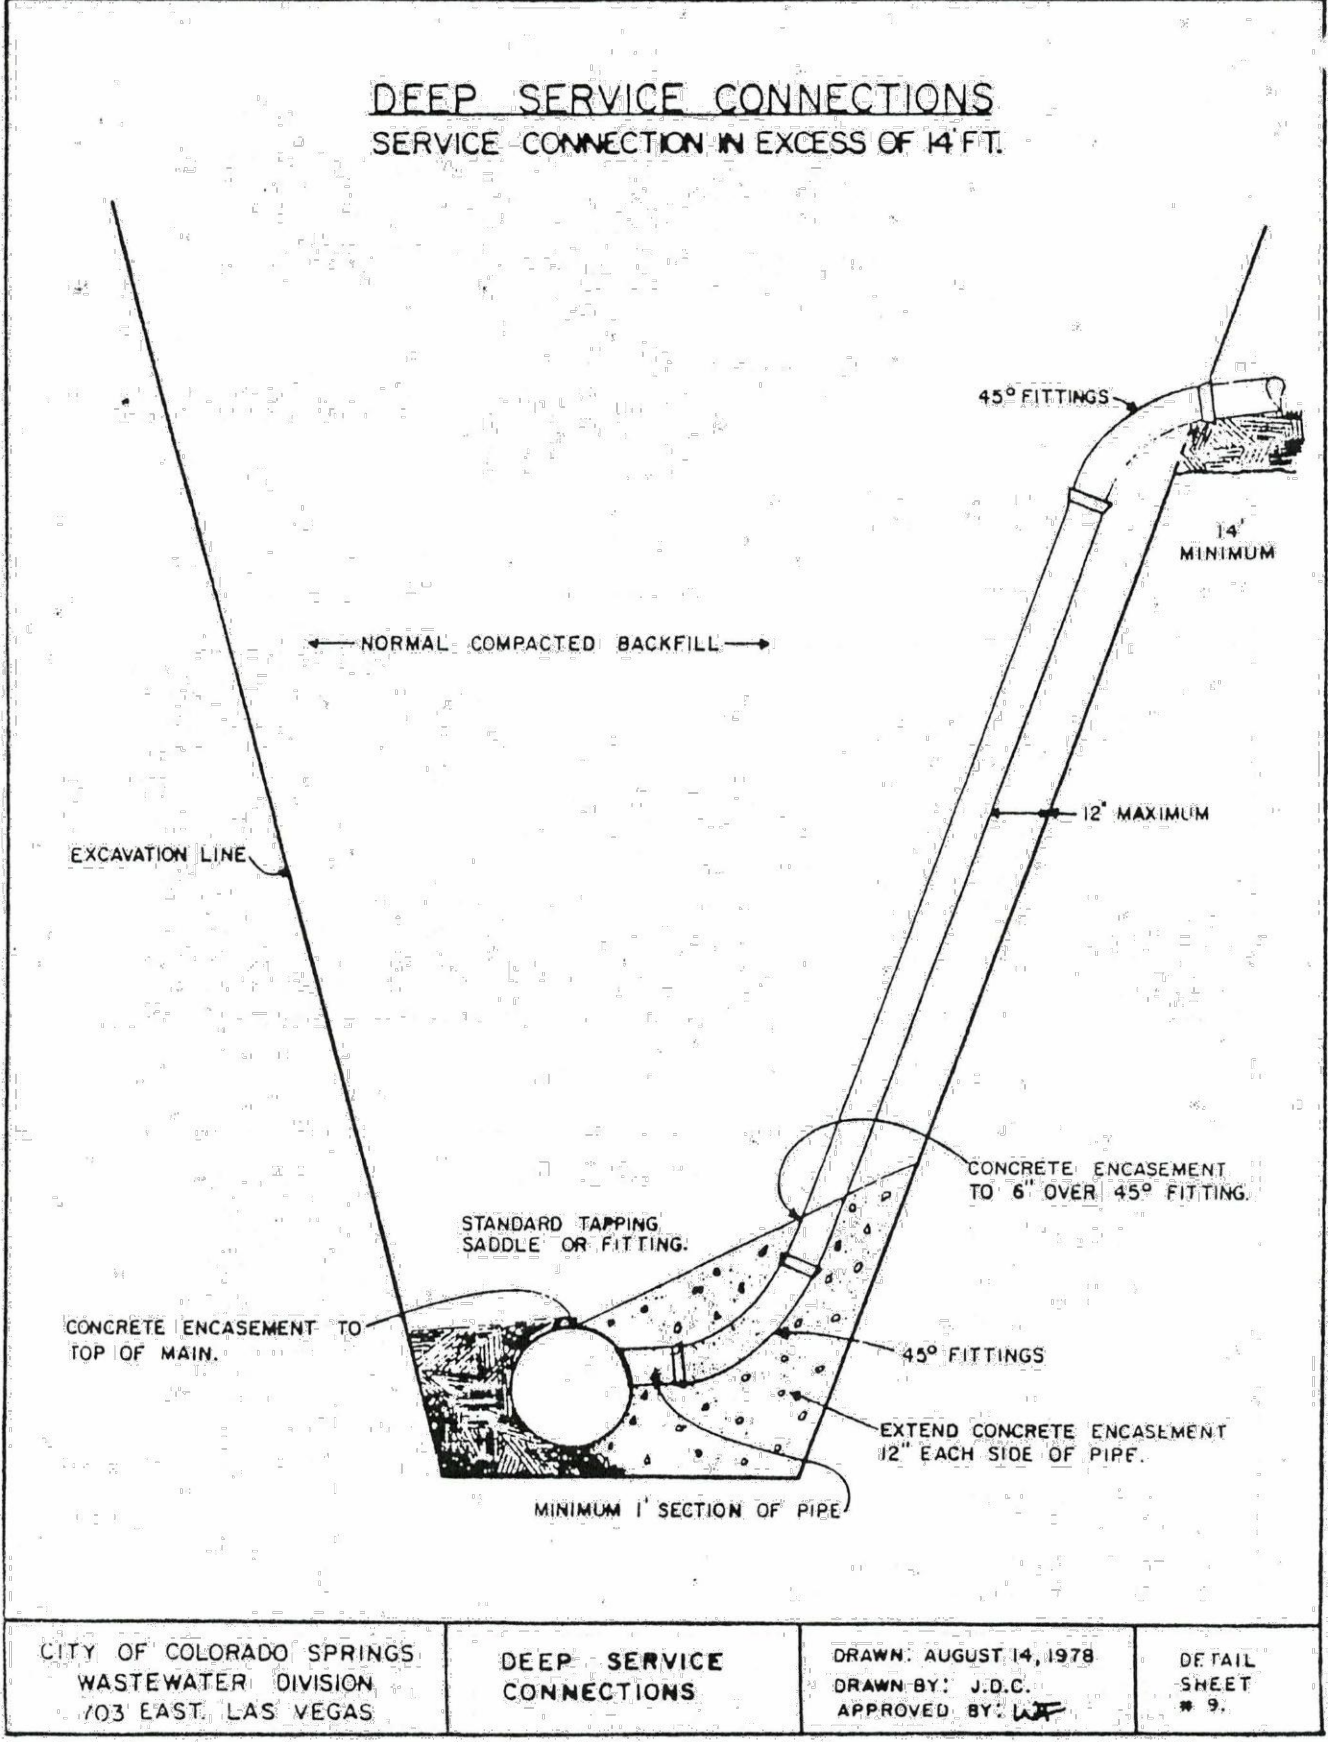 DEEP SERVICE CONNECTIONS
SERVICE CONNECTION IN EXCESS OF 14' FT.
45° FITTINGS
14'
MINIMUM
NORMAL COMPACTED BACKFILL
12" MAXIMUM
EXCAVATION LINE
CONCRETE ENCASEMENT
TO 6" OVER 45° FITTING.
STANDARD TAPPING
SADDLE OR FITTING.
CONCRETE ENCASEMENT TO
TOP OF MAIN.
45° FITTINGS
EXTEND CONCRETE ENCASEMENT
12" EACH SIDE OF PIPE.
MINIMUM 1' SECTION OF PIPE
CITY OF COLORADO SPRINGS
WASTEWATER DIVISION
703 EAST LAS VEGAS
DEEP SERVICE
CONNECTIONS
DRAWN: AUGUST 14, 1978
DRAWN BY: J.D.C.
APPROVED BY:
DETAIL
SHEET
# 9.